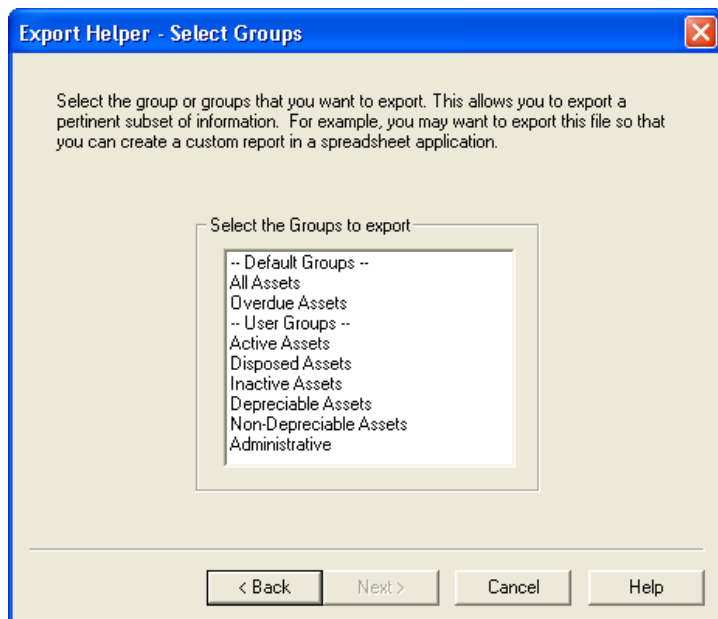 Export Helper - Select Groups
Select the group or groups that you want to export. This allows you to export a
pertinent subset of information.  For example, you may want to export this file so that
you can create a custom report in a spreadsheet application.
Select the Groups to export
-- Default Groups --
All Assets
Overdue Assets
-- User Groups --
Active Assets
Disposed Assets
Inactive Assets
Depreciable Assets
Non-Depreciable Assets
Administrative
< Back
Next >
Cancel
Help